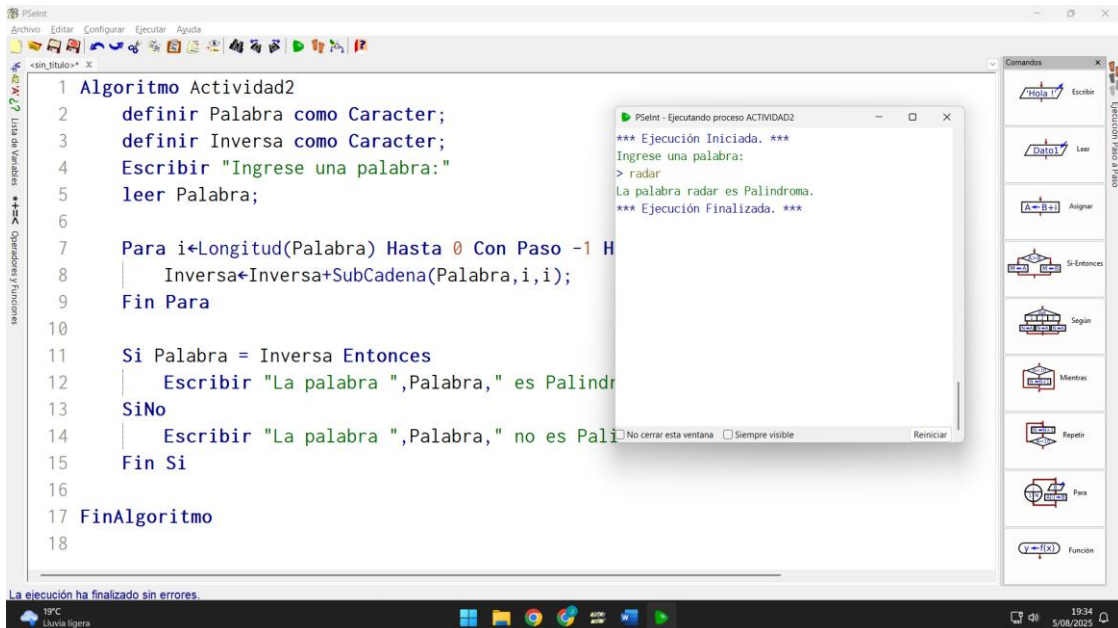 PSeInt
Archivo Editar Configurar Ejecutar Ayuda
<sin_titulo>* X
1 Algoritmo Actividad2
2 definir Palabra como Caracter;
3 definir Inversa como Caracter;
4 Escribir "Ingrese una palabra:"
5 leer Palabra;
6
7 Para i←Longitud(Palabra) Hasta 0 Con Paso -1 H
8 Inversa←Inversa+SubCadena(Palabra,i,i);
9 Fin Para
10
11 Si Palabra = Inversa Entonces
12 Escribir "La palabra ",Palabra," es Palindr
13 SiNo
14 Escribir "La palabra ",Palabra," no es Pali
15 Fin Si
16
17 FinAlgoritmo
18
Lista de Variables
Operadores y Funciones
PSeInt - Ejecutando proceso ACTIVIDAD2
*** Ejecución Iniciada. ***
Ingrese una palabra:
> radar
La palabra radar es Palindroma.
*** Ejecución Finalizada. ***
No cerrar esta ventana Siempre visible Reiniciar
Comandos x
'Hola !' Escribir
Dato1 Leer
A←B+i Asignar
Si-Entonces
Según
Mientras
Repetir
Para
y←f(x) Función
Ejecución Paso a Paso
La ejecución ha finalizado sin errores.
19°C
Lluvia ligera
19:34
5/08/2025